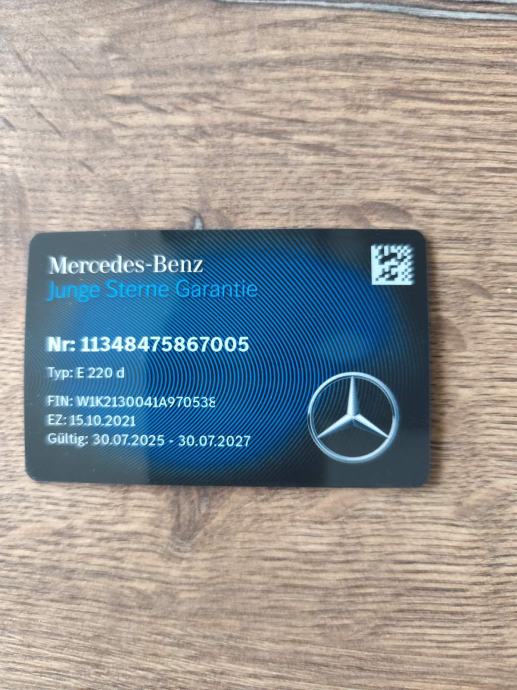 Mercedes-Benz
Junge Sterne Garantie
Nr: 11348475867005
Typ: E 220 d
FIN: W1K2130041A970538
EZ: 15.10.2021
Gültig: 30.07.2025 - 30.07.2027